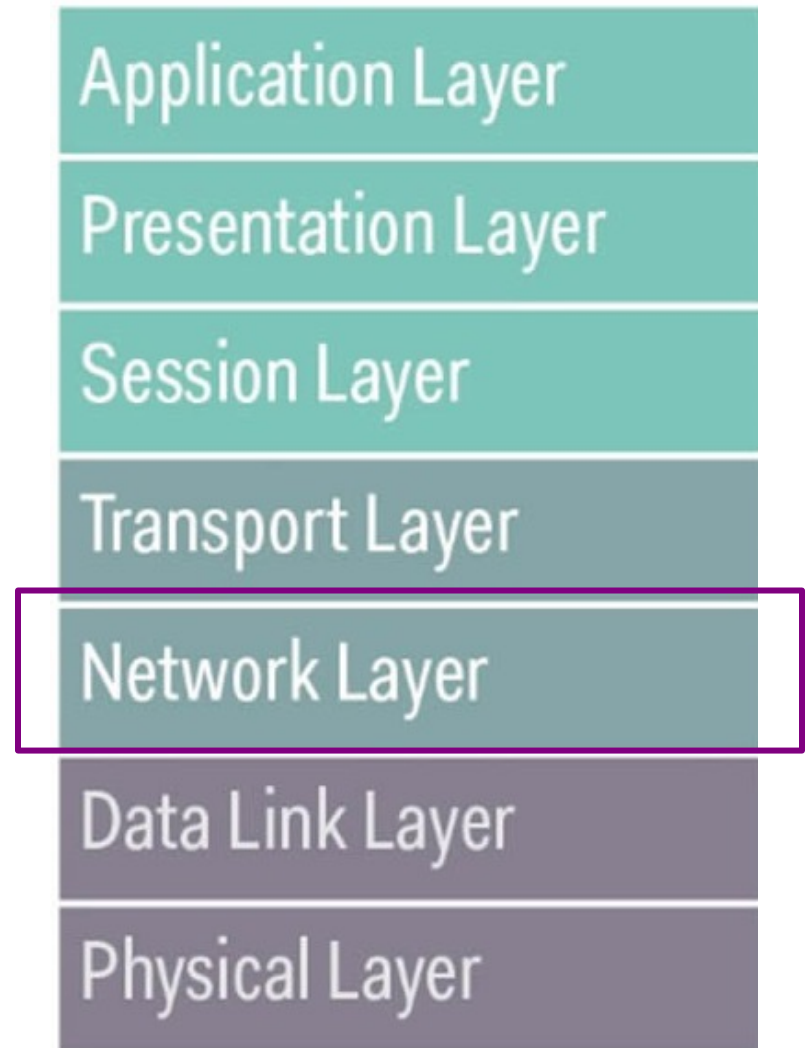 Application Layer
Presentation Layer
Session Layer
Transport Layer
Network Layer
Data Link Layer
Physical Layer